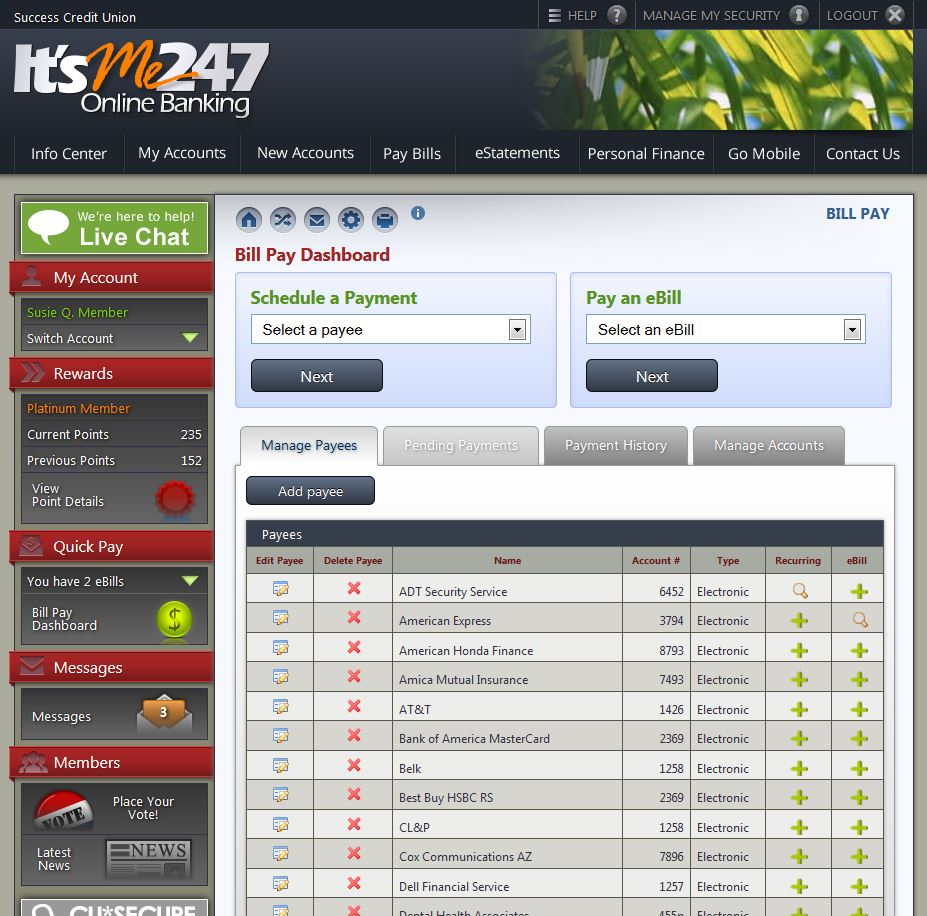 Success Credit Union
HELP ? MANAGE MY SECURITY LOGOUT
It's Me 247
Online Banking
Info Center My Accounts New Accounts Pay Bills eStatements Personal Finance Go Mobile Contact Us
We're here to help!
Live Chat
My Account
Susie Q. Member
Switch Account
Rewards
Platinum Member
Current Points 235
Previous Points 152
View
Point Details
Quick Pay
You have 2 eBills
Bill Pay
Dashboard
$
Messages
Messages 3
Members
VOTE
Place Your
Vote!
Latest
News
NEWS
CU*SECURE
i
BILL PAY
Bill Pay Dashboard
Schedule a Payment
Select a payee
Next
Pay an eBill
Select an eBill
Next
Manage Payees Pending Payments Payment History Manage Accounts
Add payee
Payees
Edit Payee Delete Payee Name Account # Type Recurring eBill
ADT Security Service 6452 Electronic
American Express 3794 Electronic
American Honda Finance 8793 Electronic
Amica Mutual Insurance 7493 Electronic
AT&T 1426 Electronic
Bank of America MasterCard 2369 Electronic
Belk 1258 Electronic
Best Buy HSBC RS 2369 Electronic
CL&P 1258 Electronic
Cox Communications AZ 7896 Electronic
Dell Financial Service 1257 Electronic
Dental Health Associates Electronic